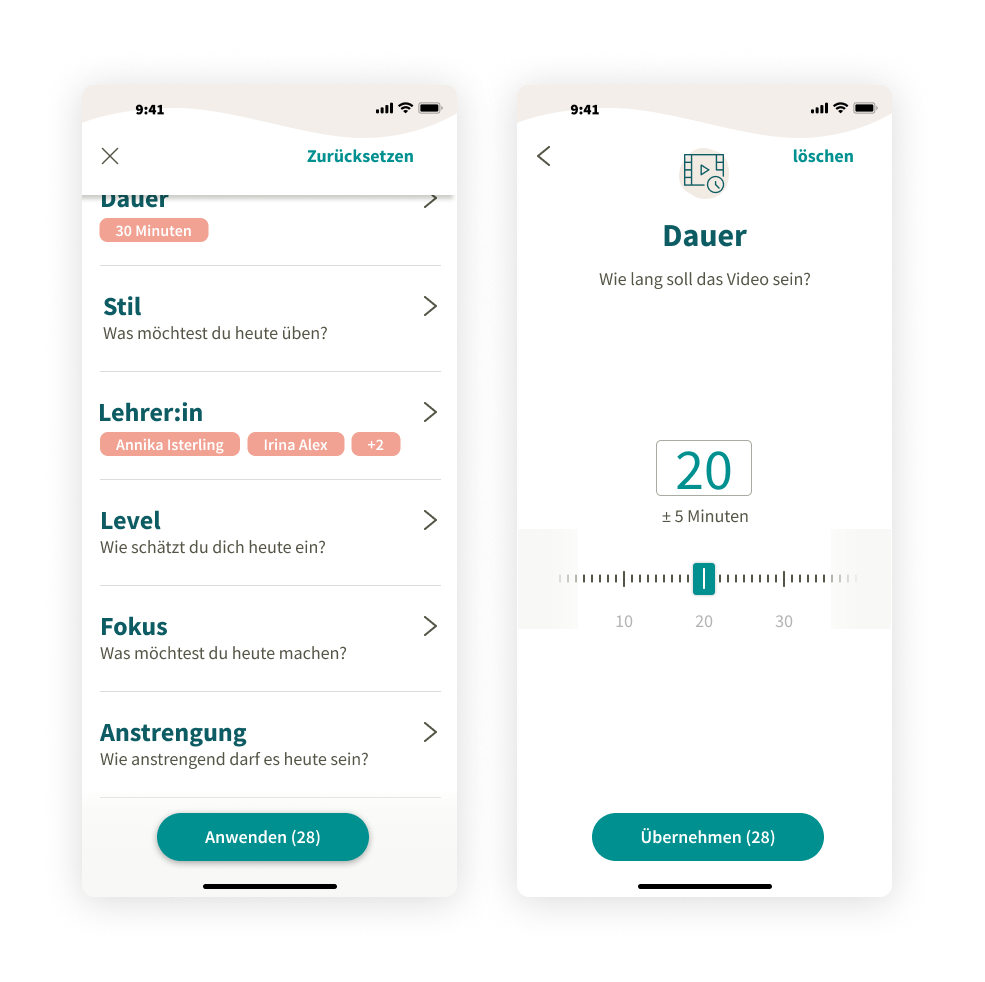 9:41
Zurücksetzen
Dauer
30 Minuten
Stil
Was möchtest du heute üben?
Lehrer:in
Annika Isterling Irina Alex +2
Level
Wie schätzt du dich heute ein?
Fokus
Was möchtest du heute machen?
Anstrengung
Wie anstrengend darf es heute sein?
Anwenden (28)
9:41
löschen
Dauer
Wie lang soll das Video sein?
20
± 5 Minuten
10 20 30
Übernehmen (28)